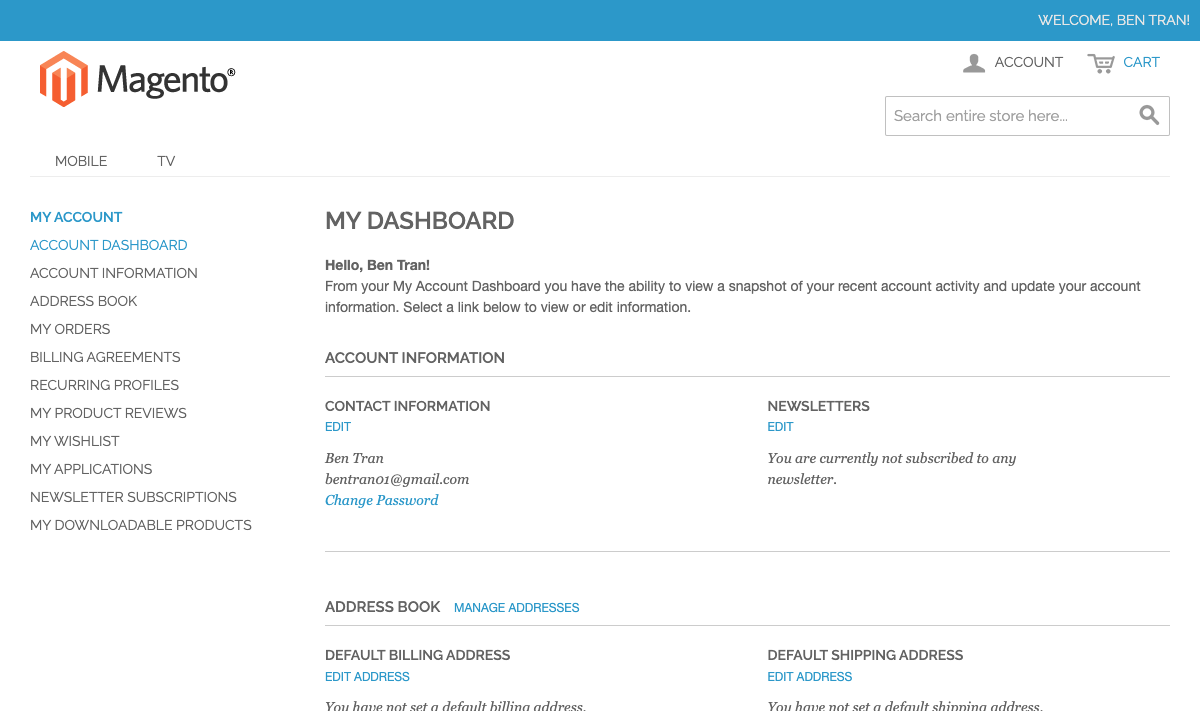 WELCOME, BEN TRAN!
Magento®
ACCOUNT
CART
Search entire store here...
MOBILE
TV
MY ACCOUNT
ACCOUNT DASHBOARD
ACCOUNT INFORMATION
ADDRESS BOOK
MY ORDERS
BILLING AGREEMENTS
RECURRING PROFILES
MY PRODUCT REVIEWS
MY WISHLIST
MY APPLICATIONS
NEWSLETTER SUBSCRIPTIONS
MY DOWNLOADABLE PRODUCTS
MY DASHBOARD
Hello, Ben Tran!
From your My Account Dashboard you have the ability to view a snapshot of your recent account activity and update your account
information. Select a link below to view or edit information.
ACCOUNT INFORMATION
CONTACT INFORMATION
EDIT
Ben Tran
bentran01@gmail.com
Change Password
NEWSLETTERS
EDIT
You are currently not subscribed to any
newsletter.
ADDRESS BOOK MANAGE ADDRESSES
DEFAULT BILLING ADDRESS
EDIT ADDRESS
You have not set a default billing address.
DEFAULT SHIPPING ADDRESS
EDIT ADDRESS
You have not set a default shipping address.